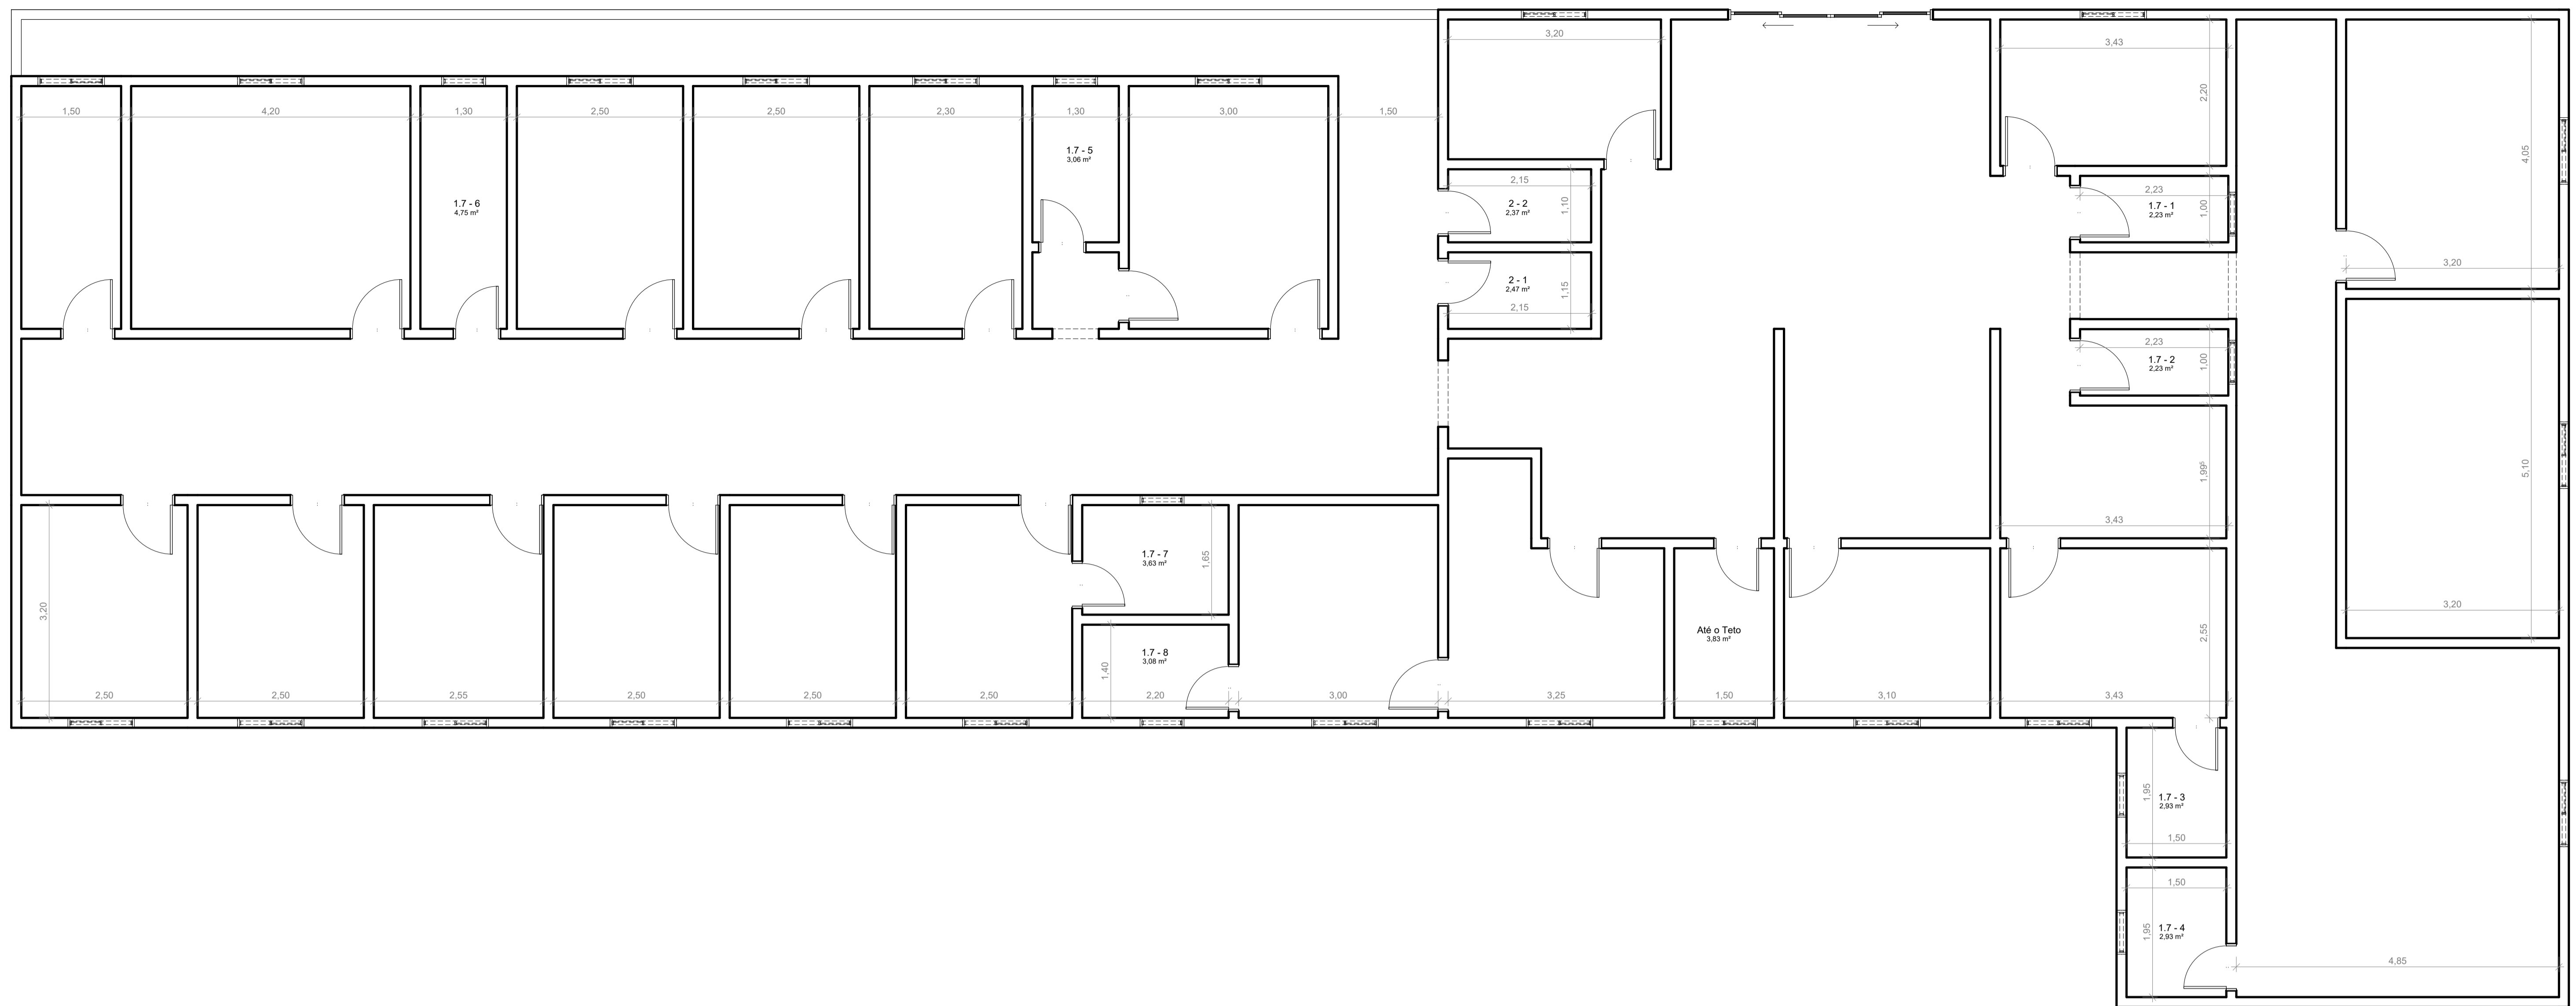 3,20
3,43
1,50
4,20
1,30
2,50
2,50
2,30
1,30
3,00
1,50
2,20
4,05
1.7 - 5
3,06 m²
2,15
1,10
2,23
1,00
1.7 - 6
4,75 m²
2 - 2
2,37 m²
1.7 - 1
2,23 m²
3,20
2 - 1
2,47 m²
1,15
2,15
2,23
1,00
1.7 - 2
2,23 m²
5,10
1,99⁵
3,43
1.7 - 7
3,63 m²
1,65
3,20
3,20
Até o Teto
3,83 m²
2,55
1.7 - 8
3,08 m²
1,40
2,50
2,50
2,55
2,50
2,50
2,50
2,20
3,00
3,25
1,50
3,10
3,43
1,95
1.7 - 3
2,93 m²
1,50
1,50
1,95
1.7 - 4
2,93 m²
4,85